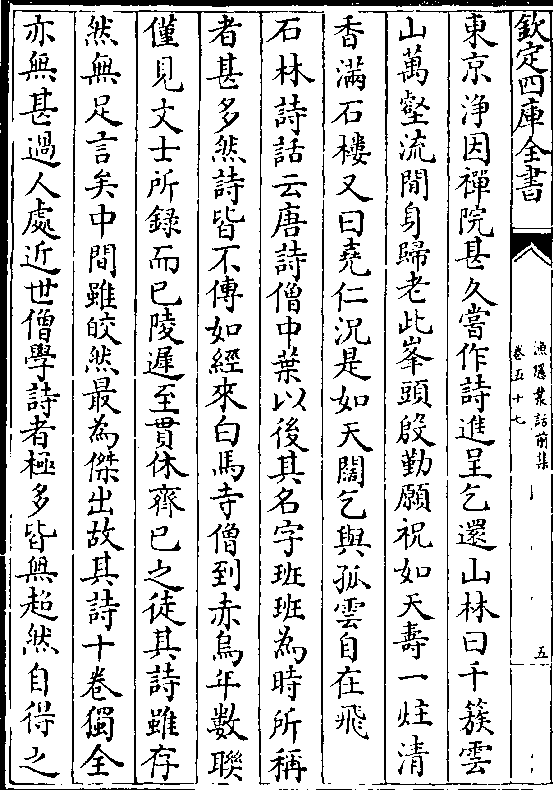 欽定四庫全書
漁隱叢話前集
卷五十七
五
東京淨因禪院甚久嘗作詩進呈乞還山林曰千簇雲
山萬壑流閒身歸老此峯頭殷勤願祝如天壽一炷清
香滿石樓又曰堯仁況是如天闊乞與孤雲自在飛
石林詩話云唐詩僧中葉以後其名字班班為時所稱
者甚多然詩皆不傳如經來白馬寺僧到赤烏年數聯
僅見文士所録而已陵遲至貫休齊已之徒其詩雖存
然無足言矣中間雖皎然最為傑出故其詩十卷獨全
亦無甚過人處近世僧學詩者極多皆無超然自得之